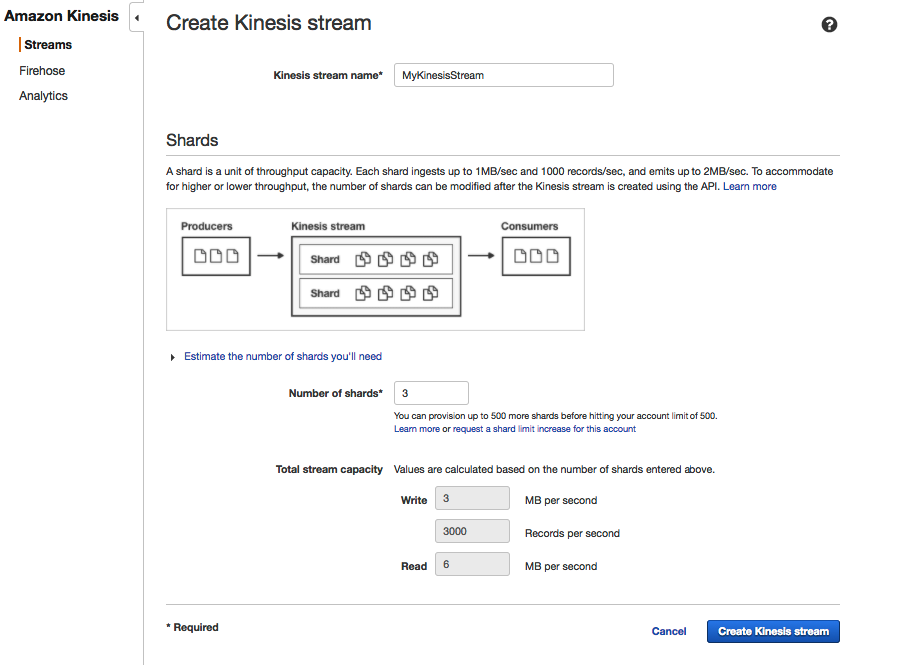 Amazon Kinesis
Streams
Firehose
Analytics
Create Kinesis stream
?
Kinesis stream name* MyKinesisStream
Shards
A shard is a unit of throughput capacity. Each shard ingests up to 1MB/sec and 1000 records/sec, and emits up to 2MB/sec. To accommodate
for higher or lower throughput, the number of shards can be modified after the Kinesis stream is created using the API. Learn more
Producers Kinesis stream Consumers
Shard
Shard
Estimate the number of shards you'll need
Number of shards* 3
You can provision up to 500 more shards before hitting your account limit of 500.
Learn more or request a shard limit increase for this account
Total stream capacity Values are calculated based on the number of shards entered above.
Write 3 MB per second
3000 Records per second
Read 6 MB per second
* Required Cancel Create Kinesis stream